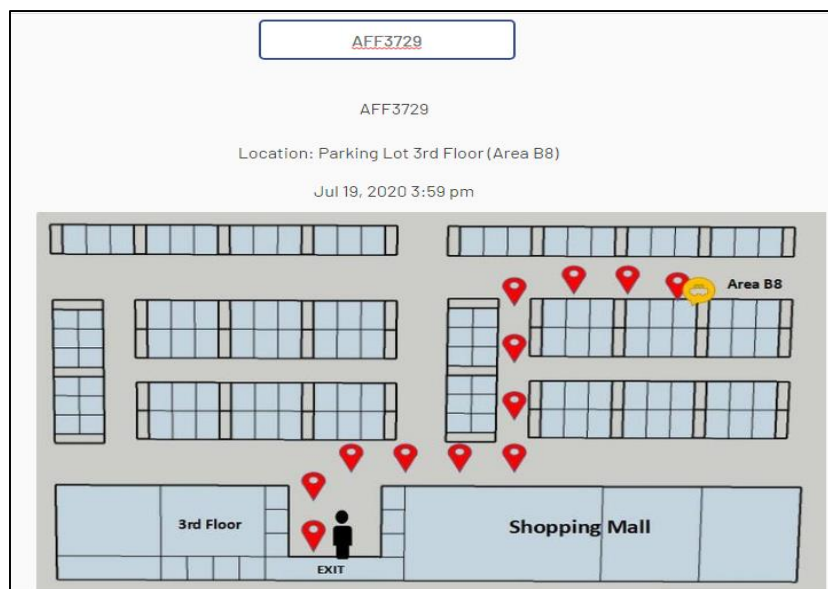 AFF3729
AFF3729
Location: Parking Lot 3rd Floor (Area B8)
Jul 19, 2020 3:59 pm
Area B8
3rd Floor
Shopping Mall
EXIT